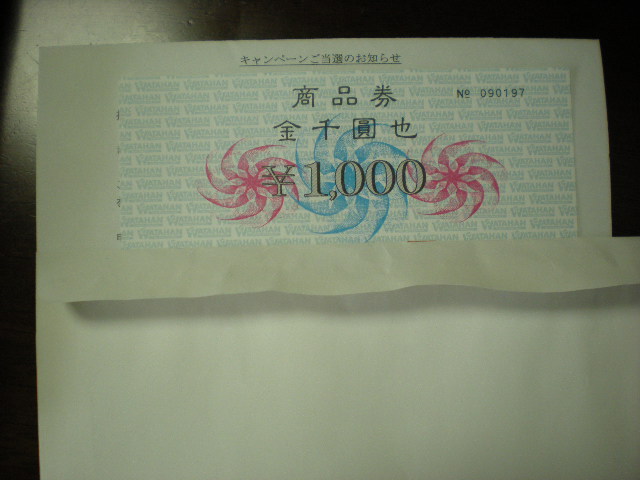 キャンペーンご当選のお知らせ
商品券
№ 090197
金千圓也
¥1,000